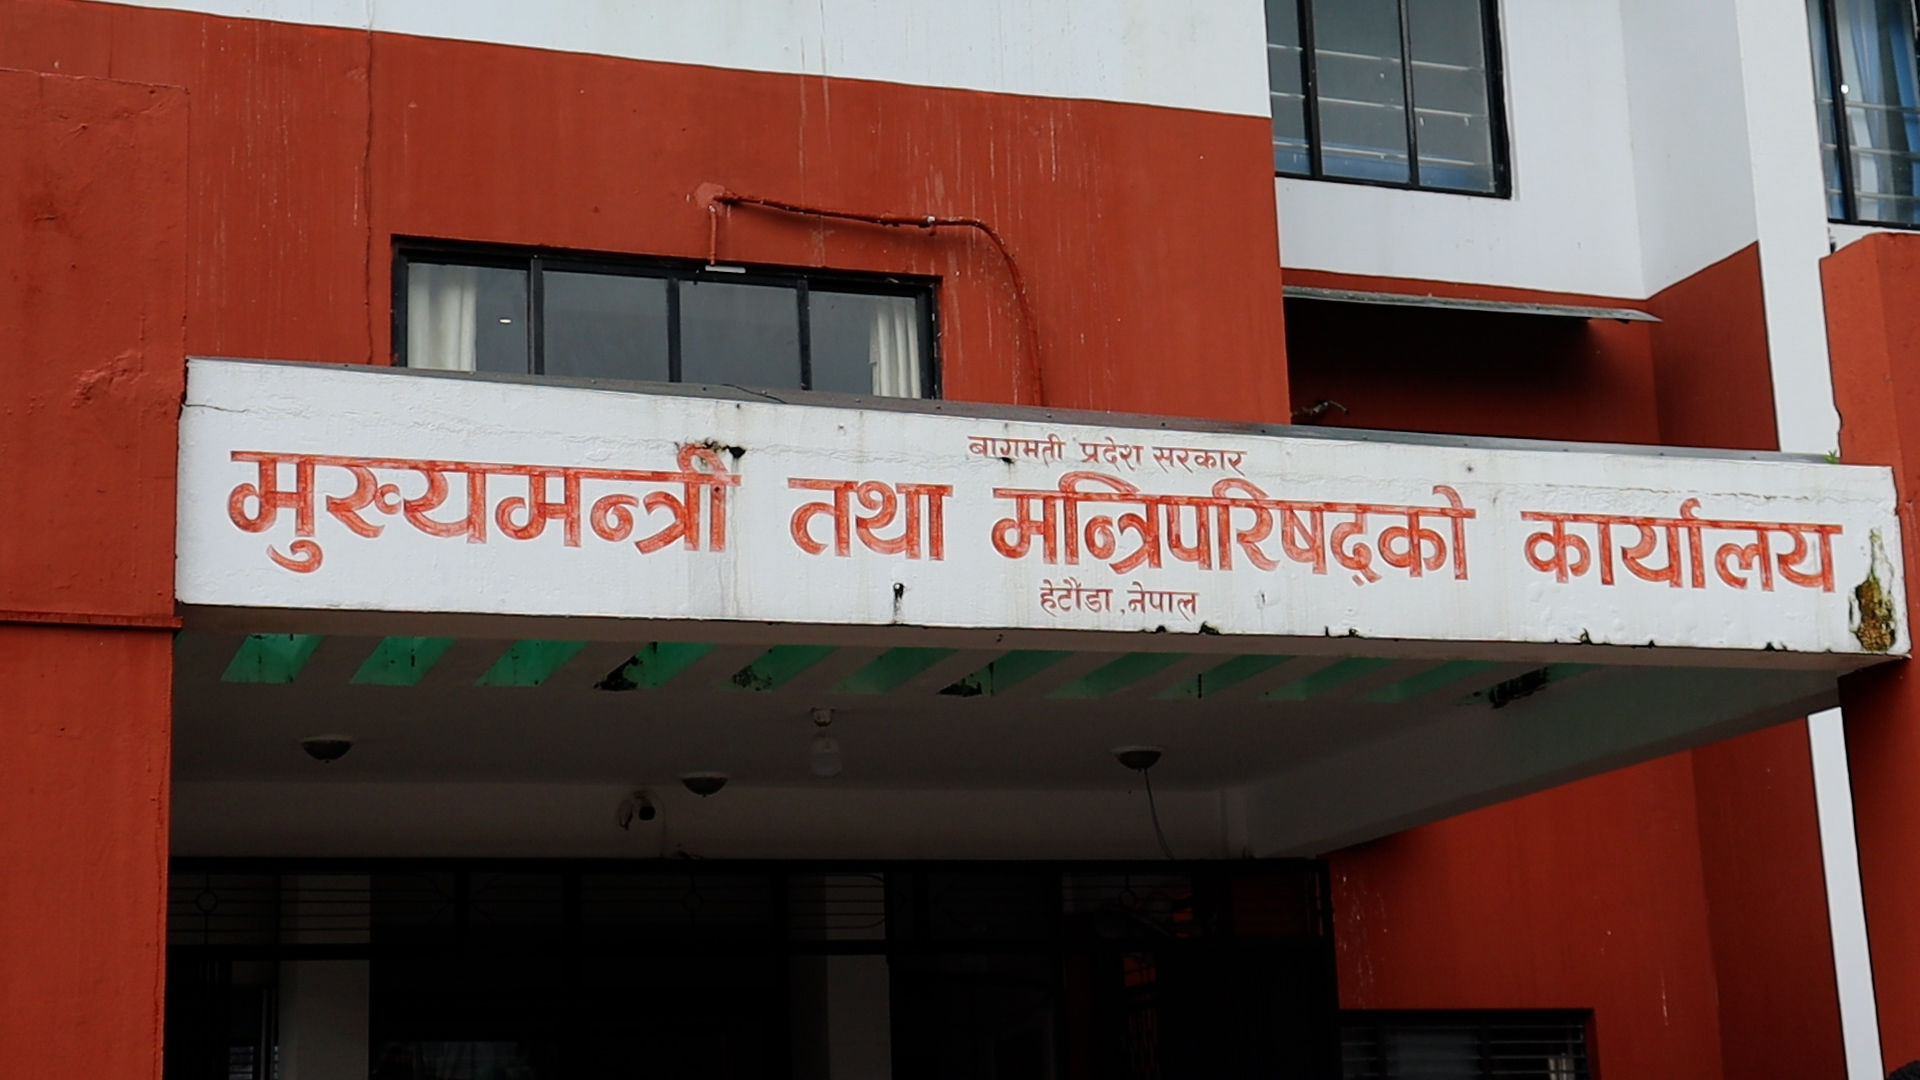 बागमती प्रदेश सरकार
मुख्यमन्त्री तथा मन्त्रिपरिषद्को कार्यालय
हेटौंडा, नेपाल